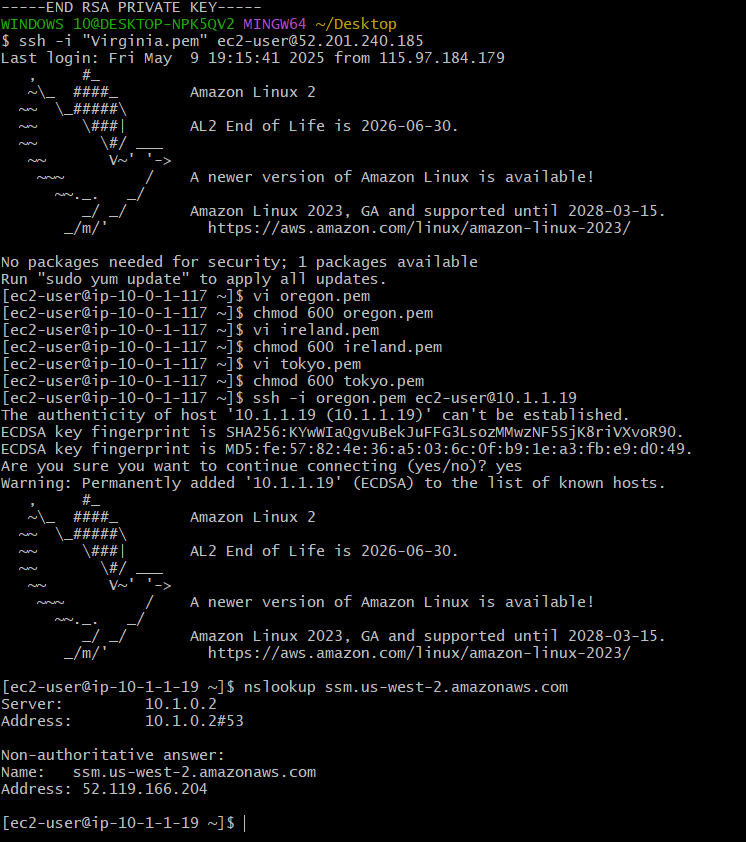 -----END RSA PRIVATE KEY-----
WINDOWS 10@DESKTOP-NPK5QV2 MINGW64 ~/Desktop
$ ssh -i "Virginia.pem" ec2-user@52.201.240.185
Last login: Fri May  9 19:15:41 2025 from 115.97.184.179
   ,     #_
   ~\_  ####_        Amazon Linux 2
  ~~  \_#####\
  ~~     \###|       AL2 End of Life is 2026-06-30.
  ~~       \#/ ___
   ~~       V~' '->
    ~~~         /    A newer version of Amazon Linux is available!
      ~~._.   _/
         _/ _/       Amazon Linux 2023, GA and supported until 2028-03-15.
       _/m/'           https://aws.amazon.com/linux/amazon-linux-2023/

No packages needed for security; 1 packages available
Run "sudo yum update" to apply all updates.
[ec2-user@ip-10-0-1-117 ~]$ vi oregon.pem
[ec2-user@ip-10-0-1-117 ~]$ chmod 600 oregon.pem
[ec2-user@ip-10-0-1-117 ~]$ vi ireland.pem
[ec2-user@ip-10-0-1-117 ~]$ chmod 600 ireland.pem
[ec2-user@ip-10-0-1-117 ~]$ vi tokyo.pem
[ec2-user@ip-10-0-1-117 ~]$ chmod 600 tokyo.pem
[ec2-user@ip-10-0-1-117 ~]$ ssh -i oregon.pem ec2-user@10.1.1.19
The authenticity of host '10.1.1.19 (10.1.1.19)' can't be established.
ECDSA key fingerprint is SHA256:KYwWIaQgvuBekJuFFG3LsozMMwzNF5SjK8riVXvoR90.
ECDSA key fingerprint is MD5:fe:57:82:4e:36:a5:03:6c:0f:b9:1e:a3:fb:e9:d0:49.
Are you sure you want to continue connecting (yes/no)? yes
Warning: Permanently added '10.1.1.19' (ECDSA) to the list of known hosts.
   ,     #_
   ~\_  ####_        Amazon Linux 2
  ~~  \_#####\
  ~~     \###|       AL2 End of Life is 2026-06-30.
  ~~       \#/ ___
   ~~       V~' '->
    ~~~         /    A newer version of Amazon Linux is available!
      ~~._.   _/
         _/ _/       Amazon Linux 2023, GA and supported until 2028-03-15.
       _/m/'           https://aws.amazon.com/linux/amazon-linux-2023/

[ec2-user@ip-10-1-1-19 ~]$ nslookup ssm.us-west-2.amazonaws.com
Server:         10.1.0.2
Address:        10.1.0.2#53

Non-authoritative answer:
Name:   ssm.us-west-2.amazonaws.com
Address: 52.119.166.204

[ec2-user@ip-10-1-1-19 ~]$